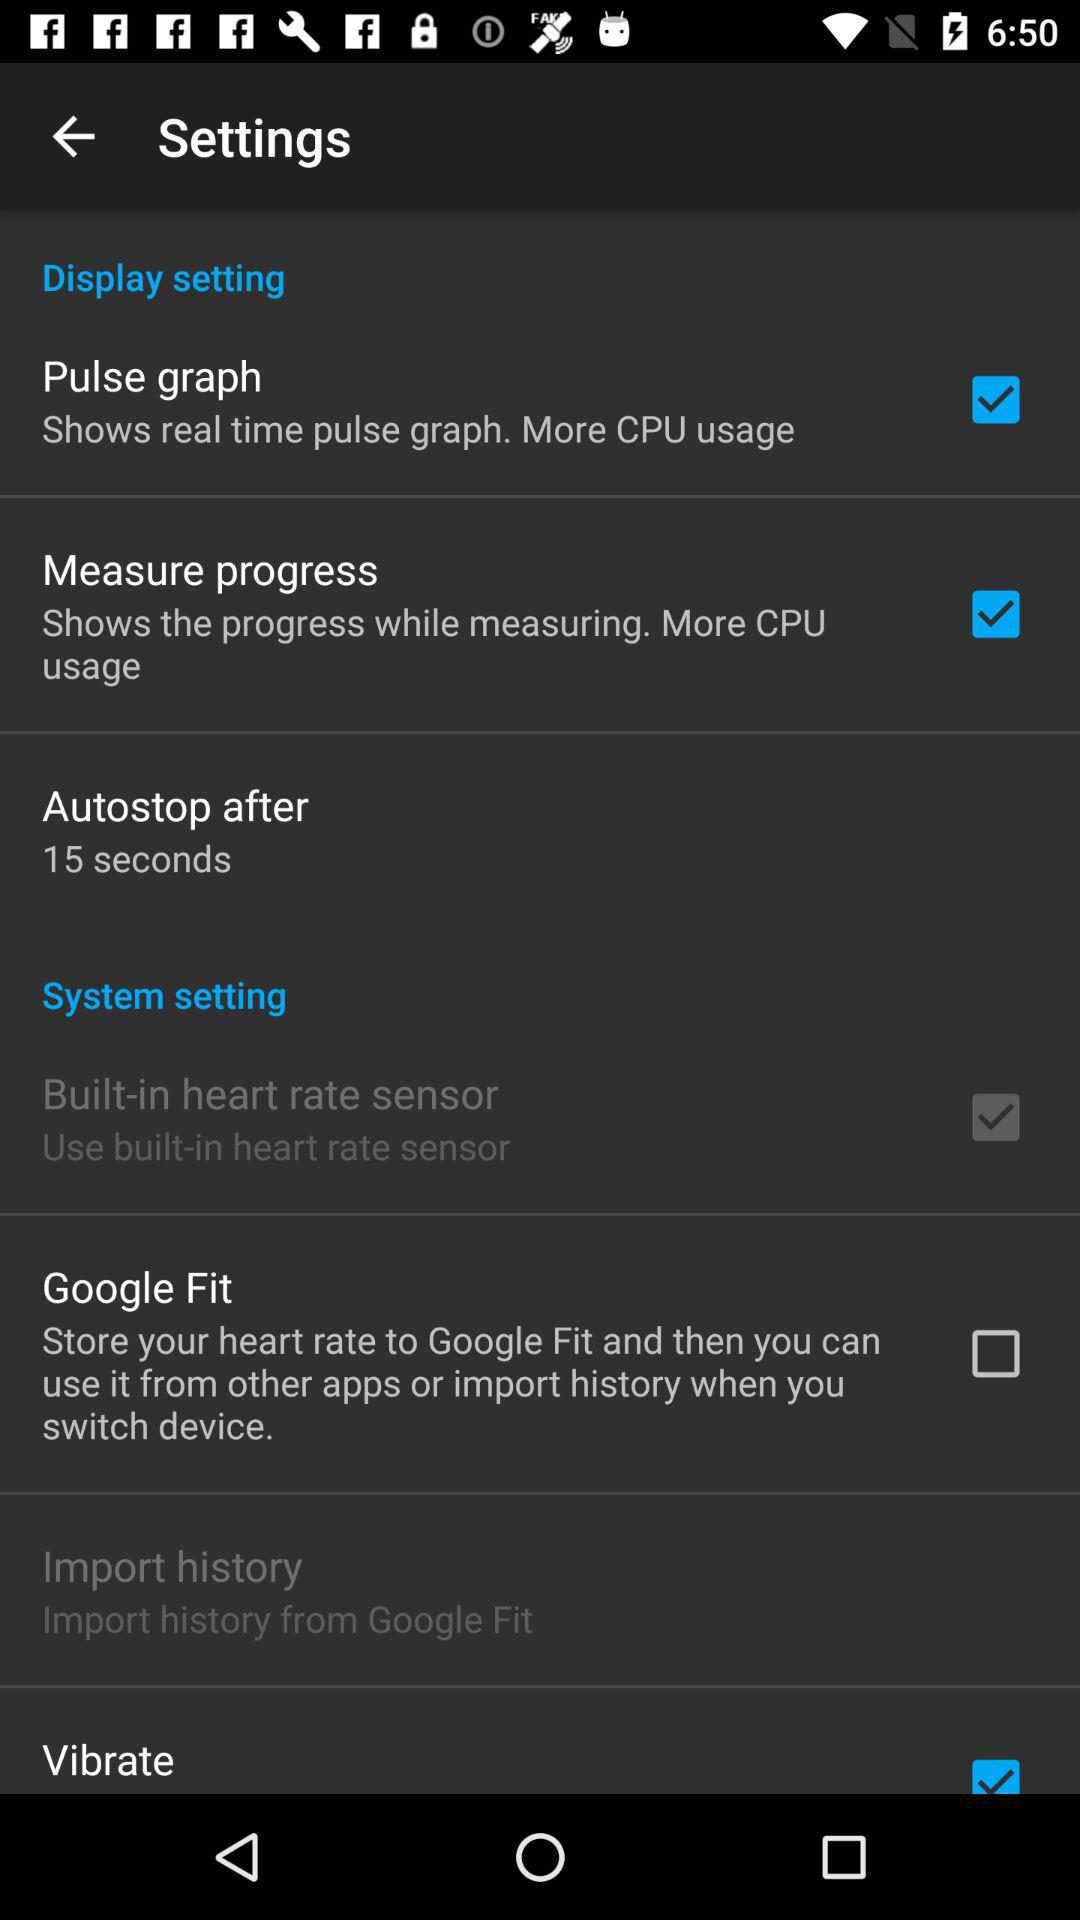 FAKE
6:50
Settings
Display setting
Pulse graph
Shows real time pulse graph. More CPU usage
Measure progress
Shows the progress while measuring. More CPU
usage
Autostop after
15 seconds
System setting
Built-in heart rate sensor
Use built-in heart rate sensor
Google Fit
Store your heart rate to Google Fit and then you can
use it from other apps or import history when you
switch device.
Import history
Import history from Google Fit
Vibrate